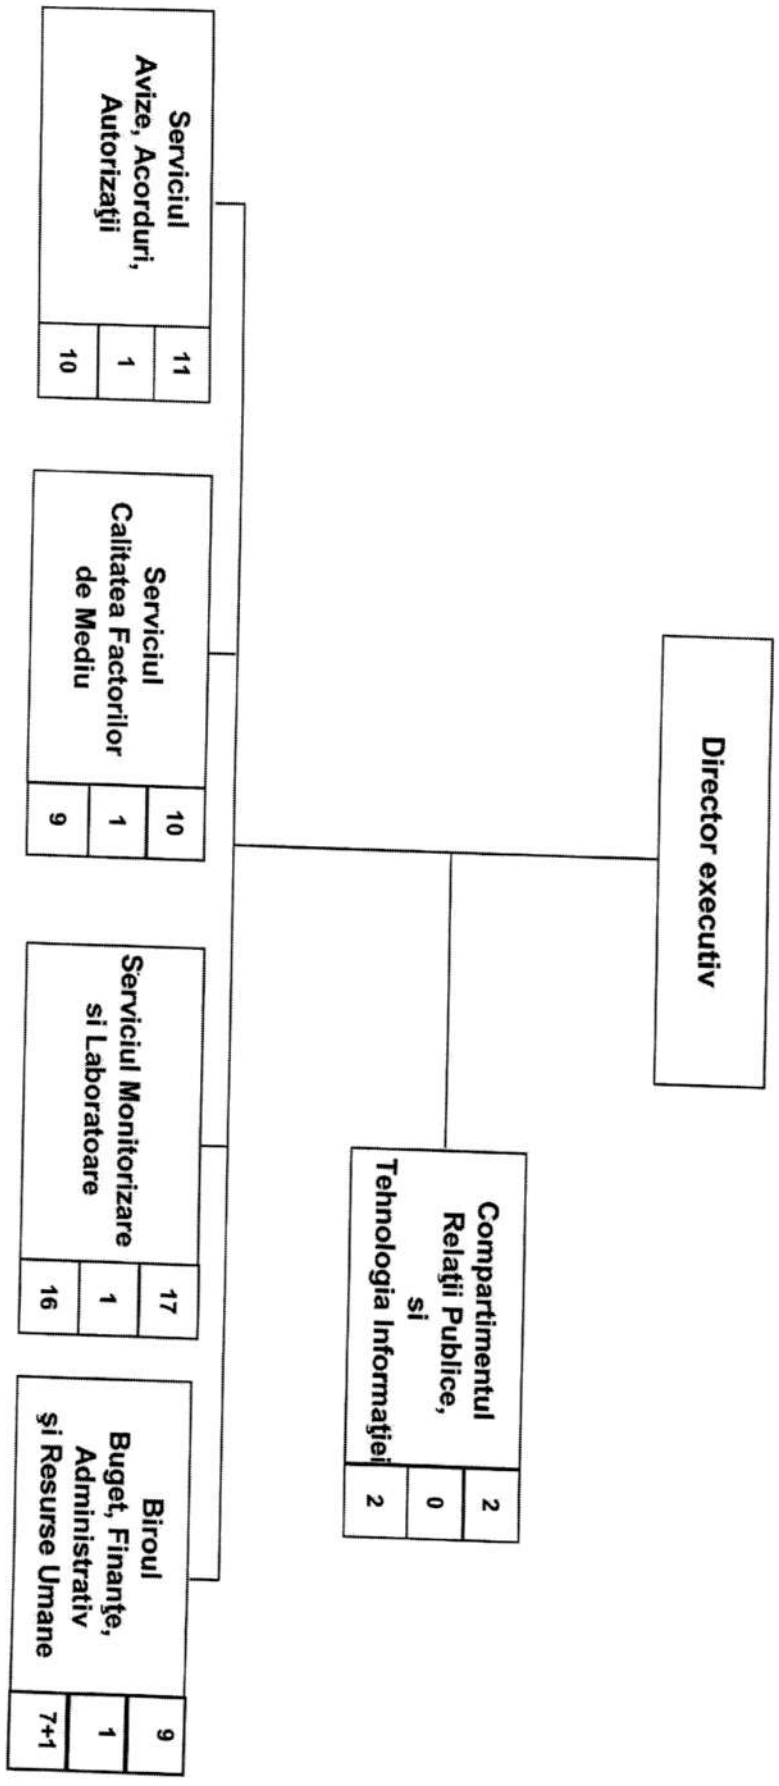 Director executiv
Compartimentul
Relaţii Publice,
si
Tehnologia Informaţiei
2
0
2
Serviciul
Avize, Acorduri,
Autorizaţii
11
1
10
Serviciul
Calitatea Factorilor
de Mediu
10
1
9
Serviciul Monitorizare
si Laboratoare
17
1
16
Biroul
Buget, Finanţe,
Administrativ
şi Resurse Umane
9
1
7+1